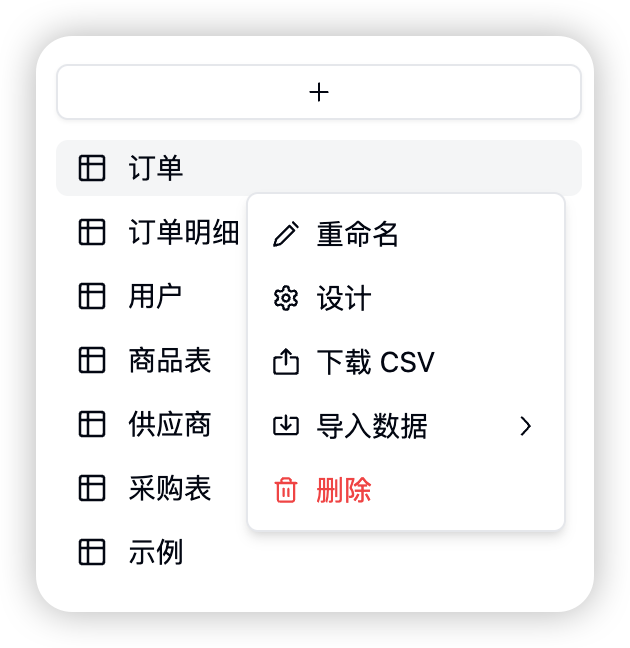 订单
订单明细
用户
商品表
供应商
采购表
示例
重命名
设计
下载 CSV
导入数据
删除